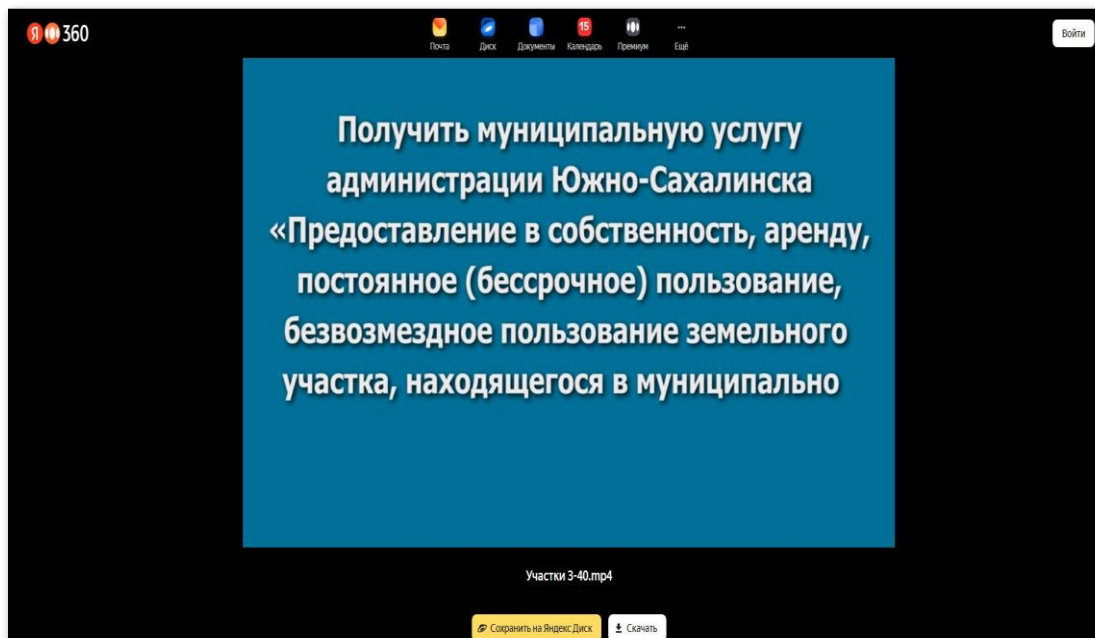 Я 360
Почта
Диск
Документы
15
Календарь
Премиум
Ещё
Войти
Получить муниципальную услугу
администрации Южно-Сахалинска
«Предоставление в собственность, аренду,
постоянное (бессрочное) пользование,
безвозмездное пользование земельного
участка, находящегося в муниципально
Участки 3-40.mp4
Сохранить на Яндекс Диск
Скачать